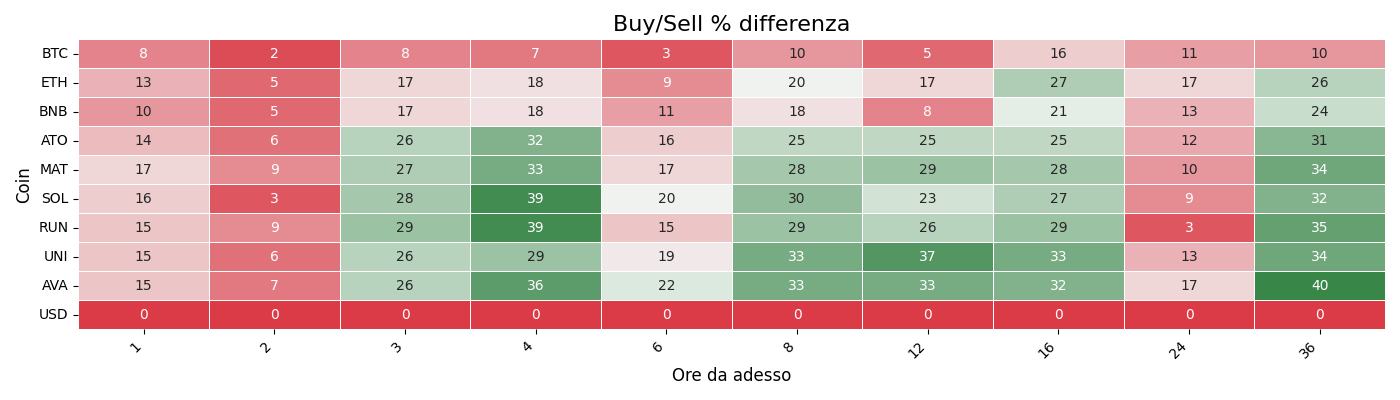 Buy/Sell % differenza
Coin
BTC 8 2 8 7 3 10 5 16 11 10
ETH 13 5 17 18 9 20 17 27 17 26
BNB 10 5 17 18 11 18 8 21 13 24
ATO 14 6 26 32 16 25 25 25 12 31
MAT 17 9 27 33 17 28 29 28 10 34
SOL 16 3 28 39 20 30 23 27 9 32
RUN 15 9 29 39 15 29 26 29 3 35
UNI 15 6 26 29 19 33 37 33 13 34
AVA 15 7 26 36 22 33 33 32 17 40
USD 0 0 0 0 0 0 0 0 0 0
1 2 3 4 6 8 12 16 24 36
Ore da adesso